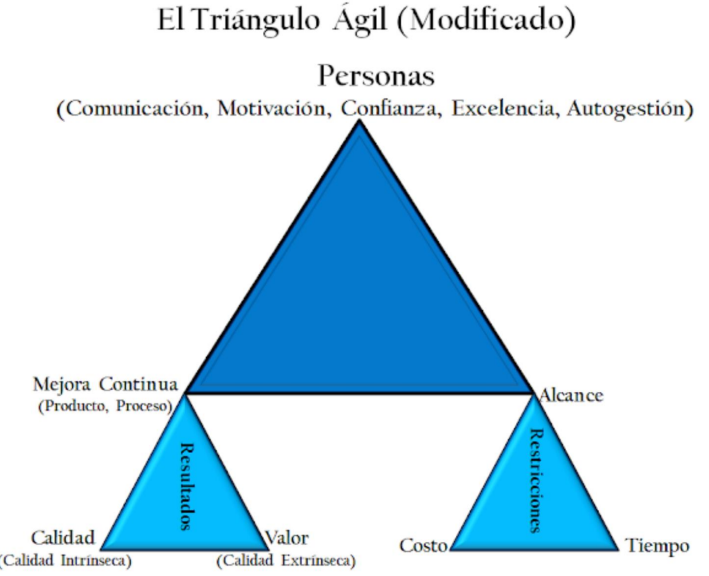 El Triángulo Ágil (Modificado)
Personas
(Comunicación, Motivación, Confianza, Excelencia, Autogestión)
Mejora Continua
(Producto, Proceso)
Alcance
Resultados
Restricciones
Calidad
(Calidad Intrínseca)
Valor
(Calidad Extrínseca)
Costo
Tiempo